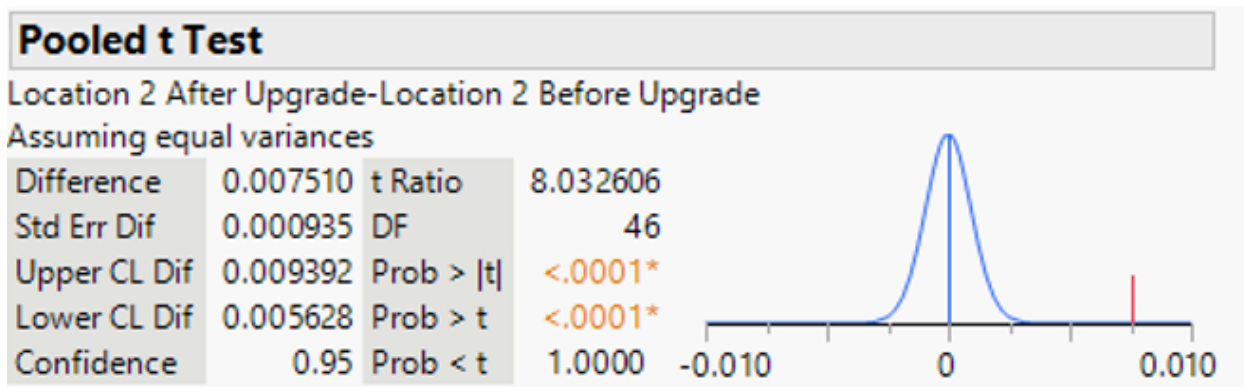 Pooled t Test
Location 2 After Upgrade-Location 2 Before Upgrade
Assuming equal variances
Difference 0.007510 t Ratio 8.032606
Std Err Dif 0.000935 DF 46
Upper CL Dif 0.009392 Prob > |t| <.0001*
Lower CL Dif 0.005628 Prob > t <.0001*
Confidence 0.95 Prob < t 1.0000
-0.010 0 0.010